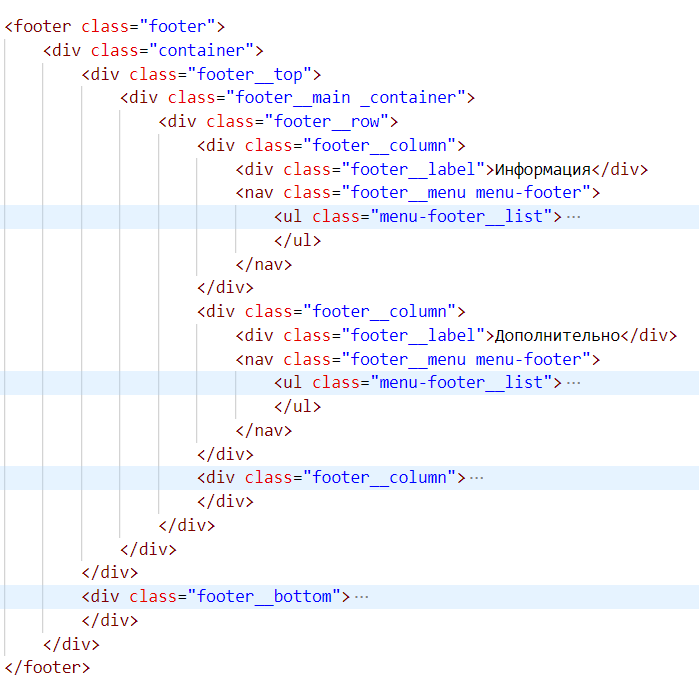 <footer class="footer">
<div class="container">
<div class="footer__top">
<div class="footer__main _container">
<div class="footer__row">
<div class="footer__column">
<div class="footer__label">Информация</div>
<nav class="footer__menu menu-footer">
<ul class="menu-footer__list">···
</ul>
</nav>
</div>
<div class="footer__column">
<div class="footer__label">Дополнительно</div>
<nav class="footer__menu menu-footer">
<ul class="menu-footer__list">···
</ul>
</nav>
</div>
<div class="footer__column">···
</div>
</div>
</div>
</div>
<div class="footer__bottom">···
</div>
</div>
</footer>